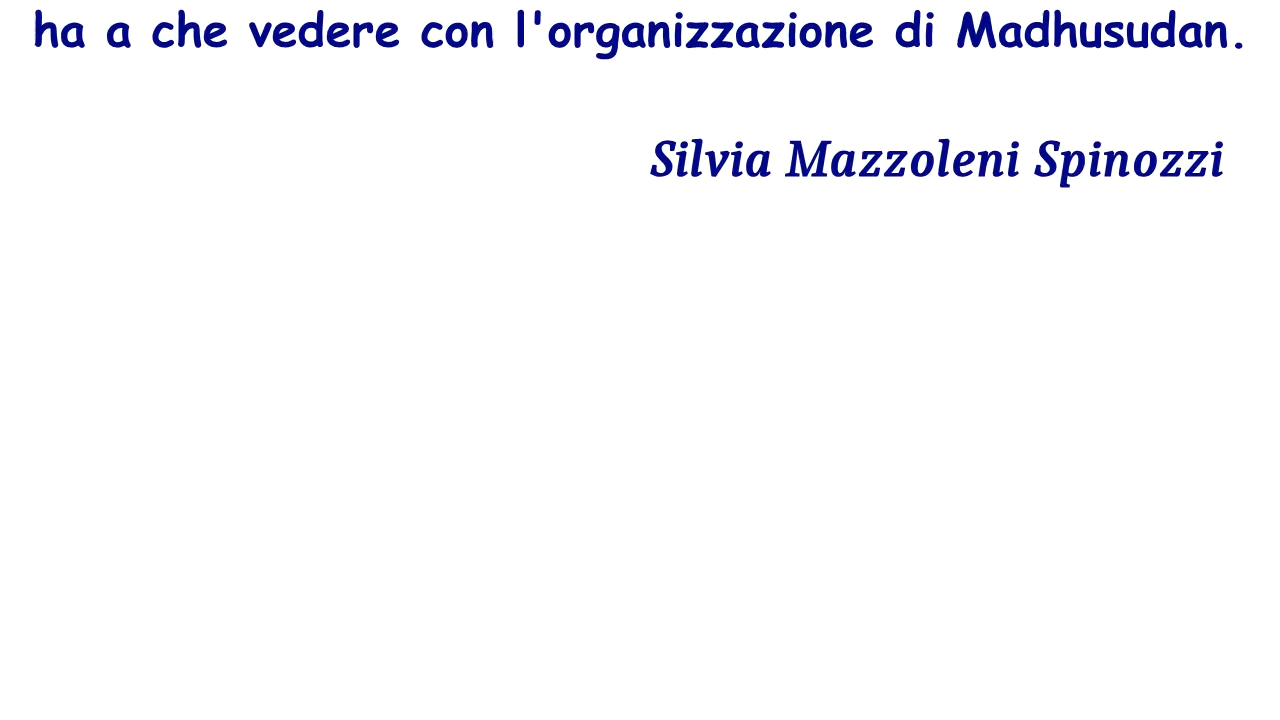 ha a che vedere con l'organizzazione di Madhusudan.
Silvia Mazzoleni Spinozzi